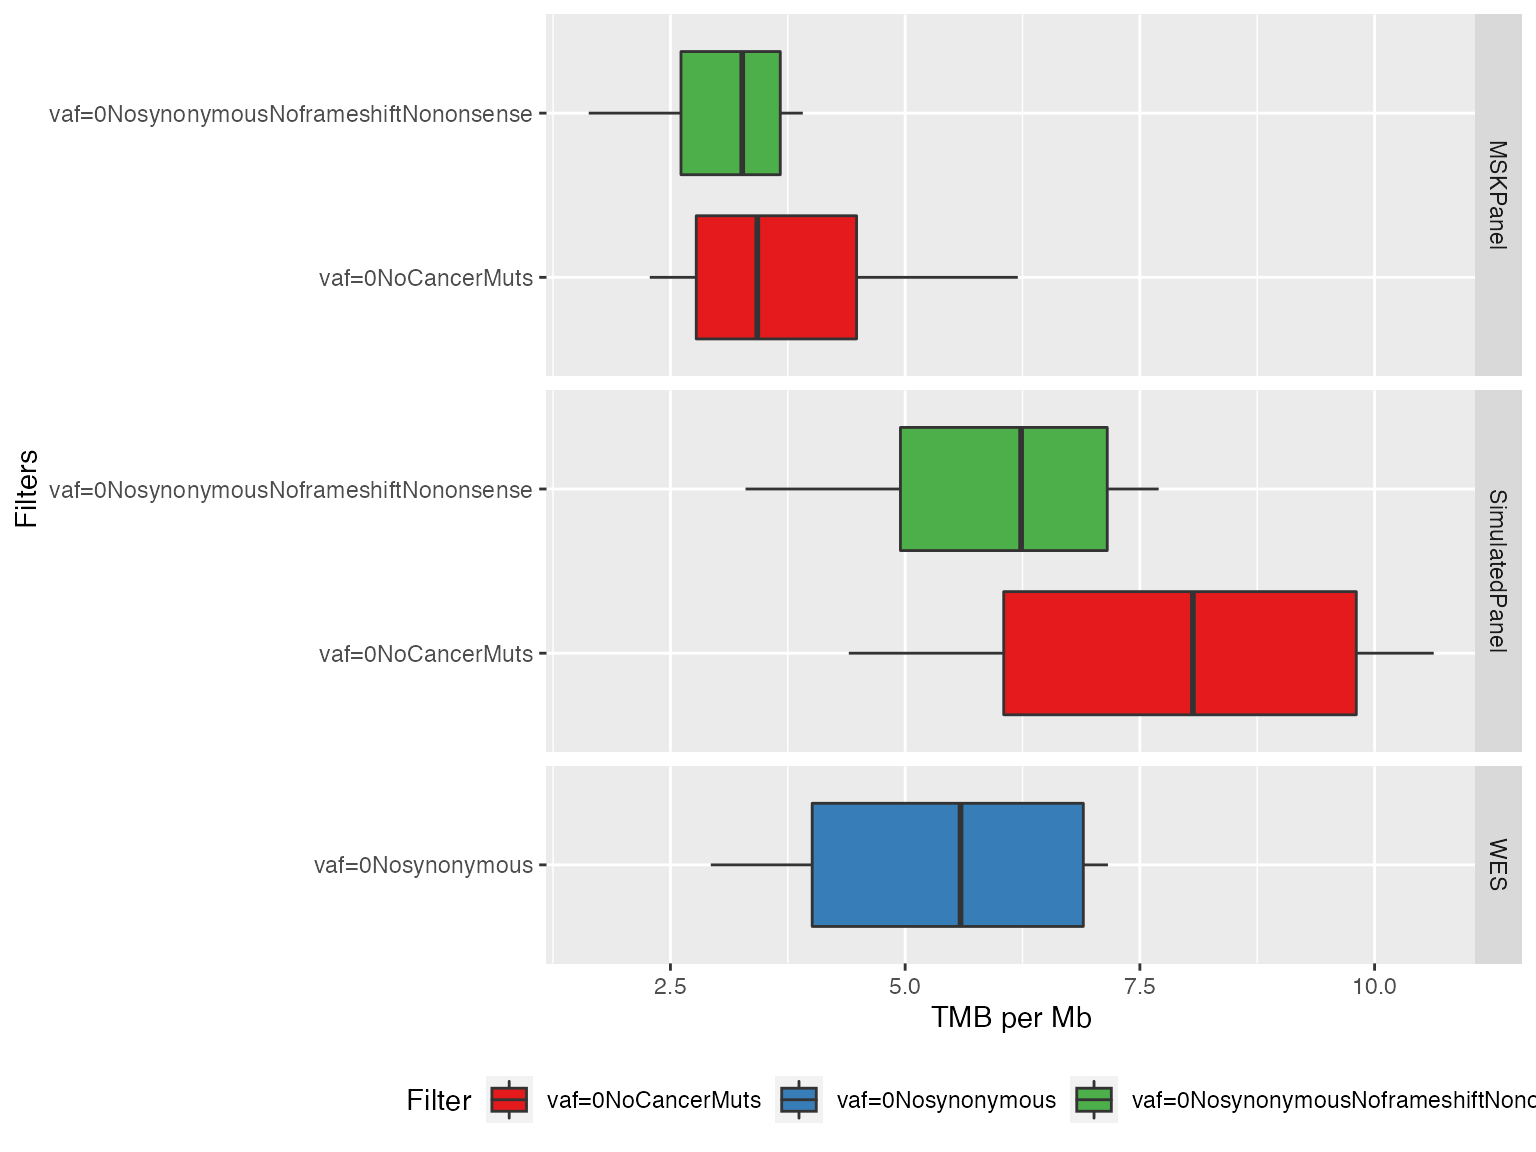 vaf=0NosynonymousNoframeshiftNononsense
vaf=0NoCancerMuts
MSKPanel
Filters
vaf=0NosynonymousNoframeshiftNononsense
vaf=0NoCancerMuts
SimulatedPanel
vaf=0Nosynonymous
WES
2.5 5.0 7.5 10.0
TMB per Mb
Filter vaf=0NoCancerMuts vaf=0Nosynonymous vaf=0NosynonymousNoframeshiftNono